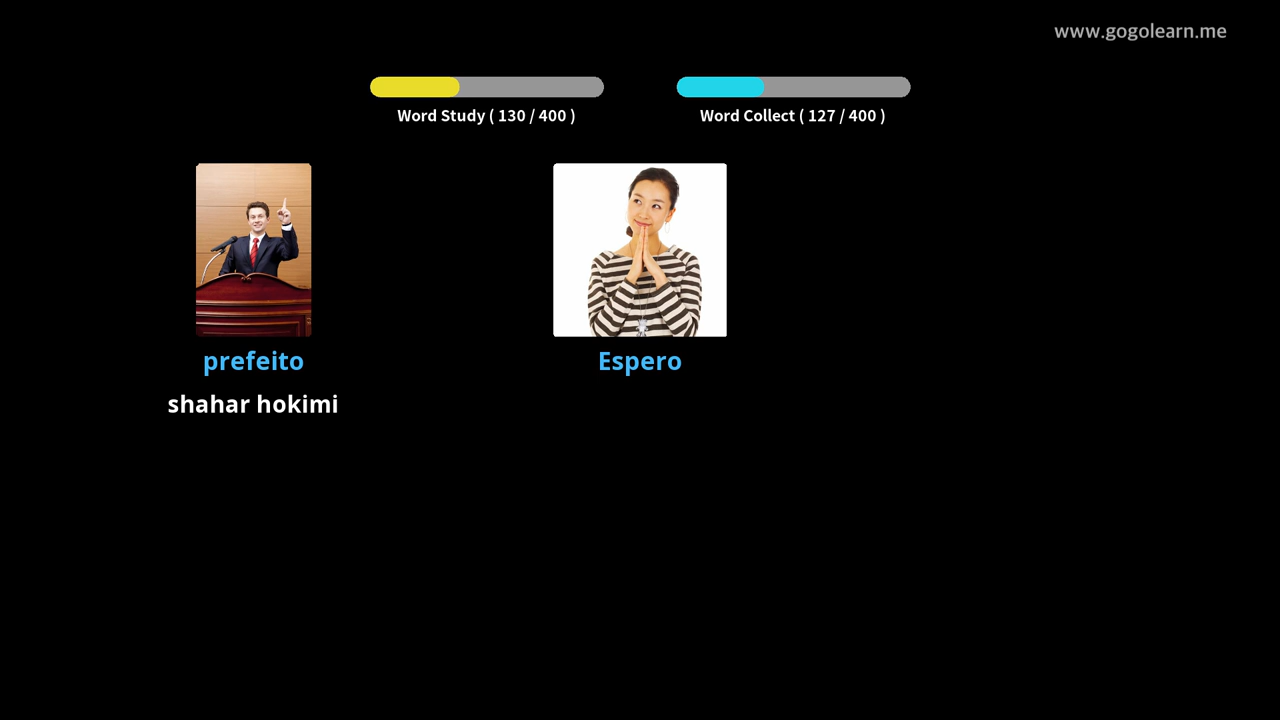 www.gogolearn.me
Word Study ( 130 / 400 )
Word Collect ( 127 / 400 )
prefeito
Espero
shahar hokimi